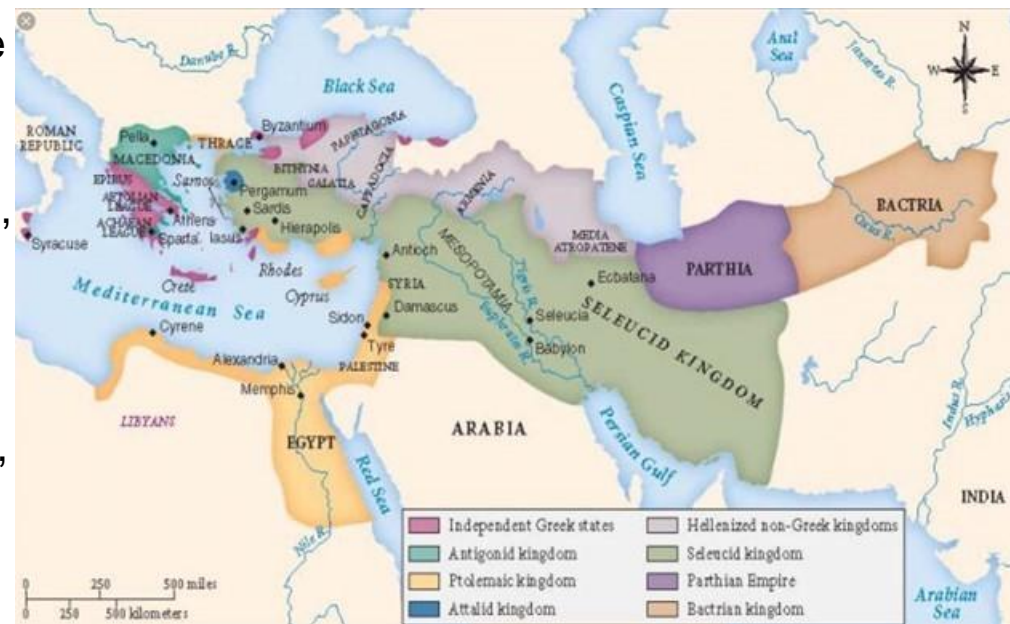 e
,
,
Danube R.
Black Sea
Caspian Sea
Aral
Sea
Jaxartes R.
N
W
E
S
ROMAN
REPUBLIC
Pella
Byzantium
THRACE
PAPHLAGONIA
MACEDONIA
BITHYNIA
GALATIA
CAPPADOCIA
ARMENIA
EPIRUS
Samos
Pergamum
AETOLIAN
LEAGUE
Sardis
Athens
ACHAEAN
LEAGUE
Sparta
Iasus
Hierapolis
Syracuse
Antioch
MESOPOTAMIA
Tigris R.
Euphrates R.
MEDIA
ATROPATENE
Ecbatana
PARTHIA
BACTRIA
Oxus R.
Rhodes
Crete
Cyprus
SYRIA
Mediterranean Sea
Cyrene
Sidon
Damascus
Tyre
PALESTINE
Seleucia
Babylon
SELEUCID KINGDOM
Alexandria
Memphis
LIBYANS
EGYPT
Red Sea
ARABIA
Persian Gulf
Indus R.
INDIA
Nile R.
Arabian
Sea
Independent Greek states
Antigonid kingdom
Ptolemaic kingdom
Attalid kingdom
Hellenized non-Greek kingdoms
Seleucid kingdom
Parthian Empire
Bactrian kingdom
0 250 500 miles
0 250 500 kilometers